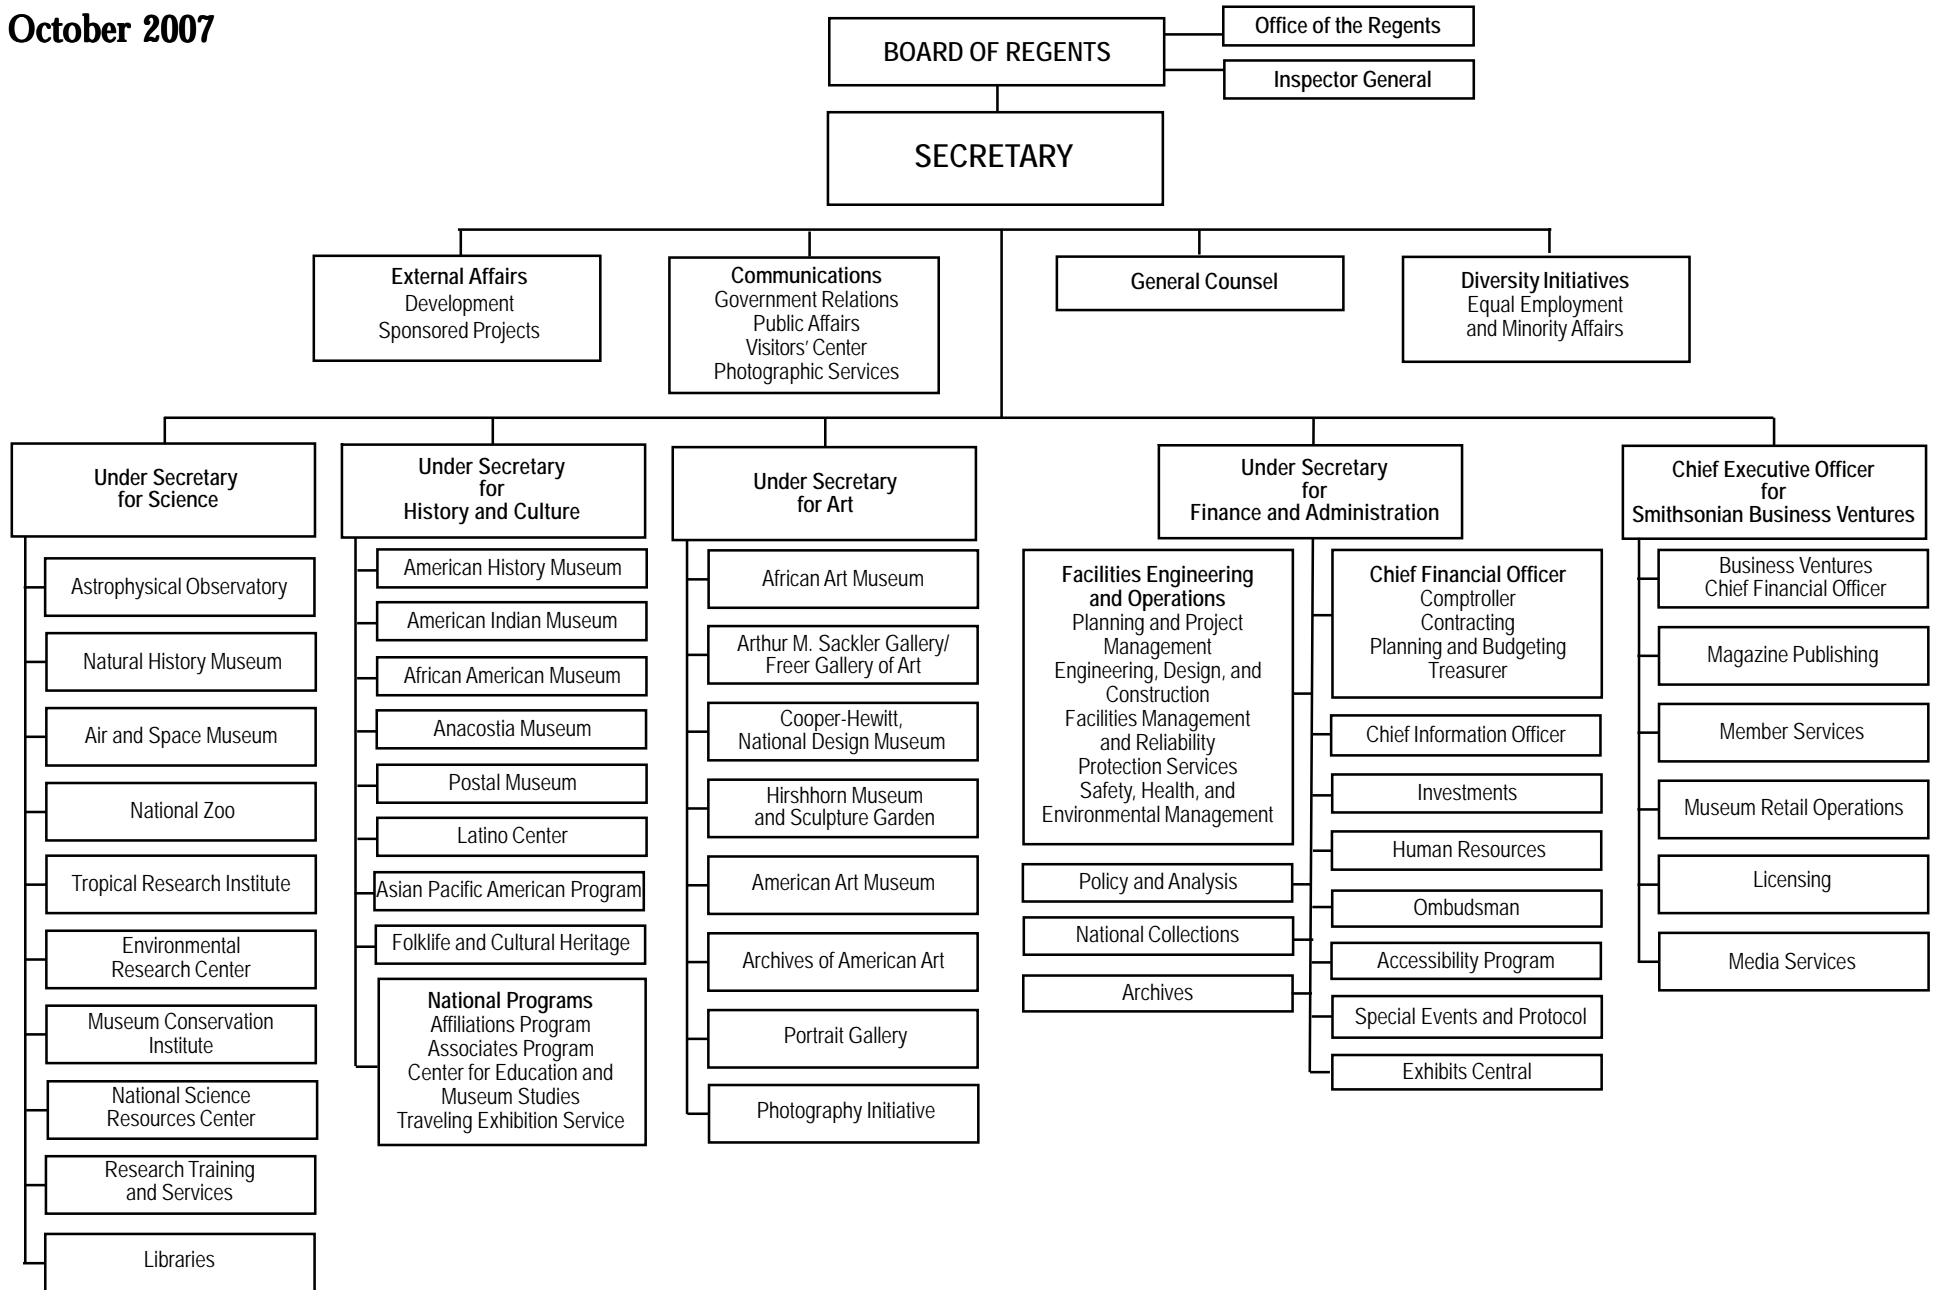 October 2007
BOARD OF REGENTS
Office of the Regents
Inspector General
SECRETARY
External Affairs
Development
Sponsored Projects
Communications
Government Relations
Public Affairs
Visitors’ Center
Photographic Services
General Counsel
Diversity Initiatives
Equal Employment
and Minority Affairs
Under Secretary
for Science
Astrophysical Observatory
Natural History Museum
Air and Space Museum
National Zoo
Tropical Research Institute
Environmental
Research Center
Museum Conservation
Institute
National Science
Resources Center
Research Training
and Services
Libraries
Under Secretary
for
History and Culture
American History Museum
American Indian Museum
African American Museum
Anacostia Museum
Postal Museum
Latino Center
Asian Pacific American Program
Folklife and Cultural Heritage
National Programs
Affiliations Program
Associates Program
Center for Education and
Museum Studies
Traveling Exhibition Service
Under Secretary
for Art
African Art Museum
Arthur M. Sackler Gallery/
Freer Gallery of Art
Cooper-Hewitt,
National Design Museum
Hirshhorn Museum
and Sculpture Garden
American Art Museum
Archives of American Art
Portrait Gallery
Photography Initiative
Under Secretary
for
Finance and Administration
Facilities Engineering
and Operations
Planning and Project
Management
Engineering, Design, and
Construction
Facilities Management
and Reliability
Protection Services
Safety, Health, and
Environmental Management
Policy and Analysis
National Collections
Archives
Chief Financial Officer
Comptroller
Contracting
Planning and Budgeting
Treasurer
Chief Information Officer
Investments
Human Resources
Ombudsman
Accessibility Program
Special Events and Protocol
Exhibits Central
Chief Executive Officer
for
Smithsonian Business Ventures
Business Ventures
Chief Financial Officer
Magazine Publishing
Member Services
Museum Retail Operations
Licensing
Media Services